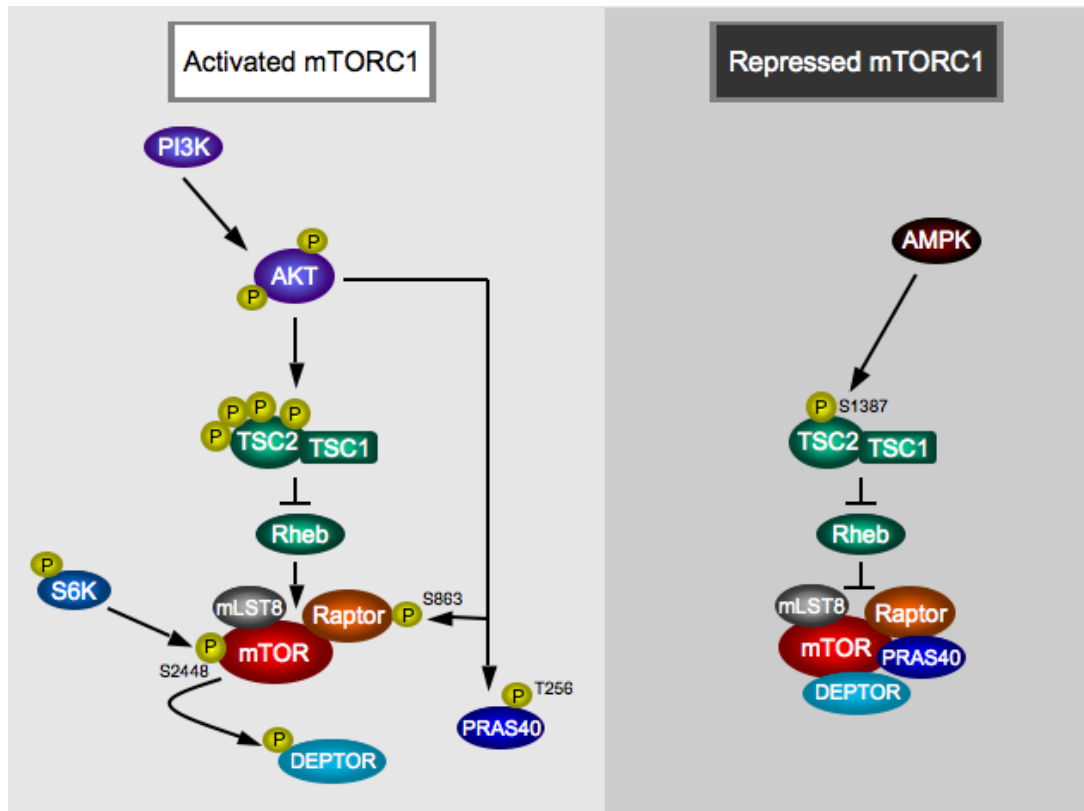 Activated mTORC1
PI3K
P
AKT
P
P
P
P
P
TSC2
TSC1
Rheb
P
S6K
mLST8
Raptor
P
S863
P
mTOR
S2448
P
T256
PRAS40
P
DEPTOR
Repressed mTORC1
AMPK
P
S1387
TSC2
TSC1
Rheb
mLST8
Raptor
mTOR
PRAS40
DEPTOR